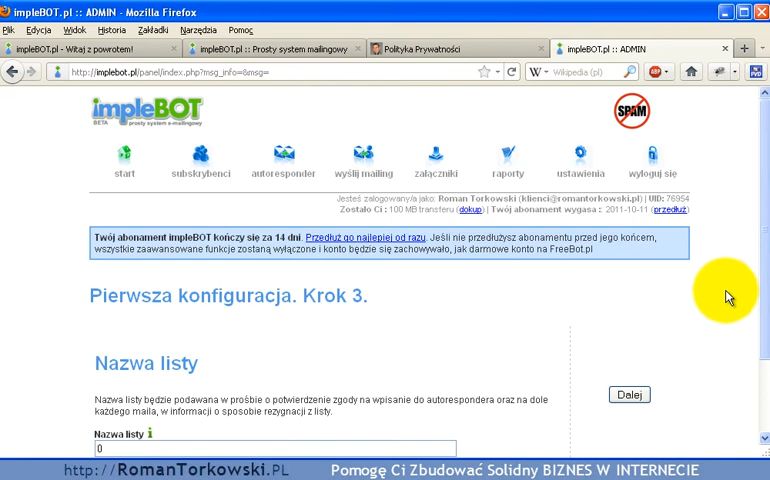 impleBOT.pl :: ADMIN - Mozilla Firefox
Plik Edycja Widok Historia Zakładki Narzędzia Pomoc
impleBOT.pl - Witaj z powrotem! impleBOT.pl :: Prosty system mailingowy Polityka Prywatności impleBOT.pl :: ADMIN
http://implebot.pl/panel/index.php?msg_info=&msg= W Wikipedia (pl) ABP PVD
impleBOT
BETA prosty system e-mailingowy
SPAM
start subskrybenci autoresponder wyślij mailing załączniki raporty ustawienia wyloguj się
Jesteś zalogowany/a jako: Roman Torkowski (klienci@romantorkowski.pl) | UID: 76954
Zostało Ci : 100 MB transferu (dokup) | Twój abonament wygasa : 2011-10-11 (przedłuż)
Twój abonament impleBOT kończy się za 14 dni. Przedłuż go najlepiej od razu. Jeśli nie przedłużysz abonamentu przed jego końcem,
wszystkie zaawansowane funkcje zostaną wyłączone i konto będzie się zachowywało, jak darmowe konto na FreeBot.pl
Pierwsza konfiguracja. Krok 3.
Nazwa listy
Nazwa listy będzie podawana w prośbie o potwierdzenie zgody na wpisanie do autorespondera oraz na dole
każdego maila, w informacji o sposobie rezygnacji z listy.
Dalej
Nazwa listy i
0
http://RomanTorkowski.PL Pomogę Ci Zbudować Solidny BIZNES W INTERNECIE